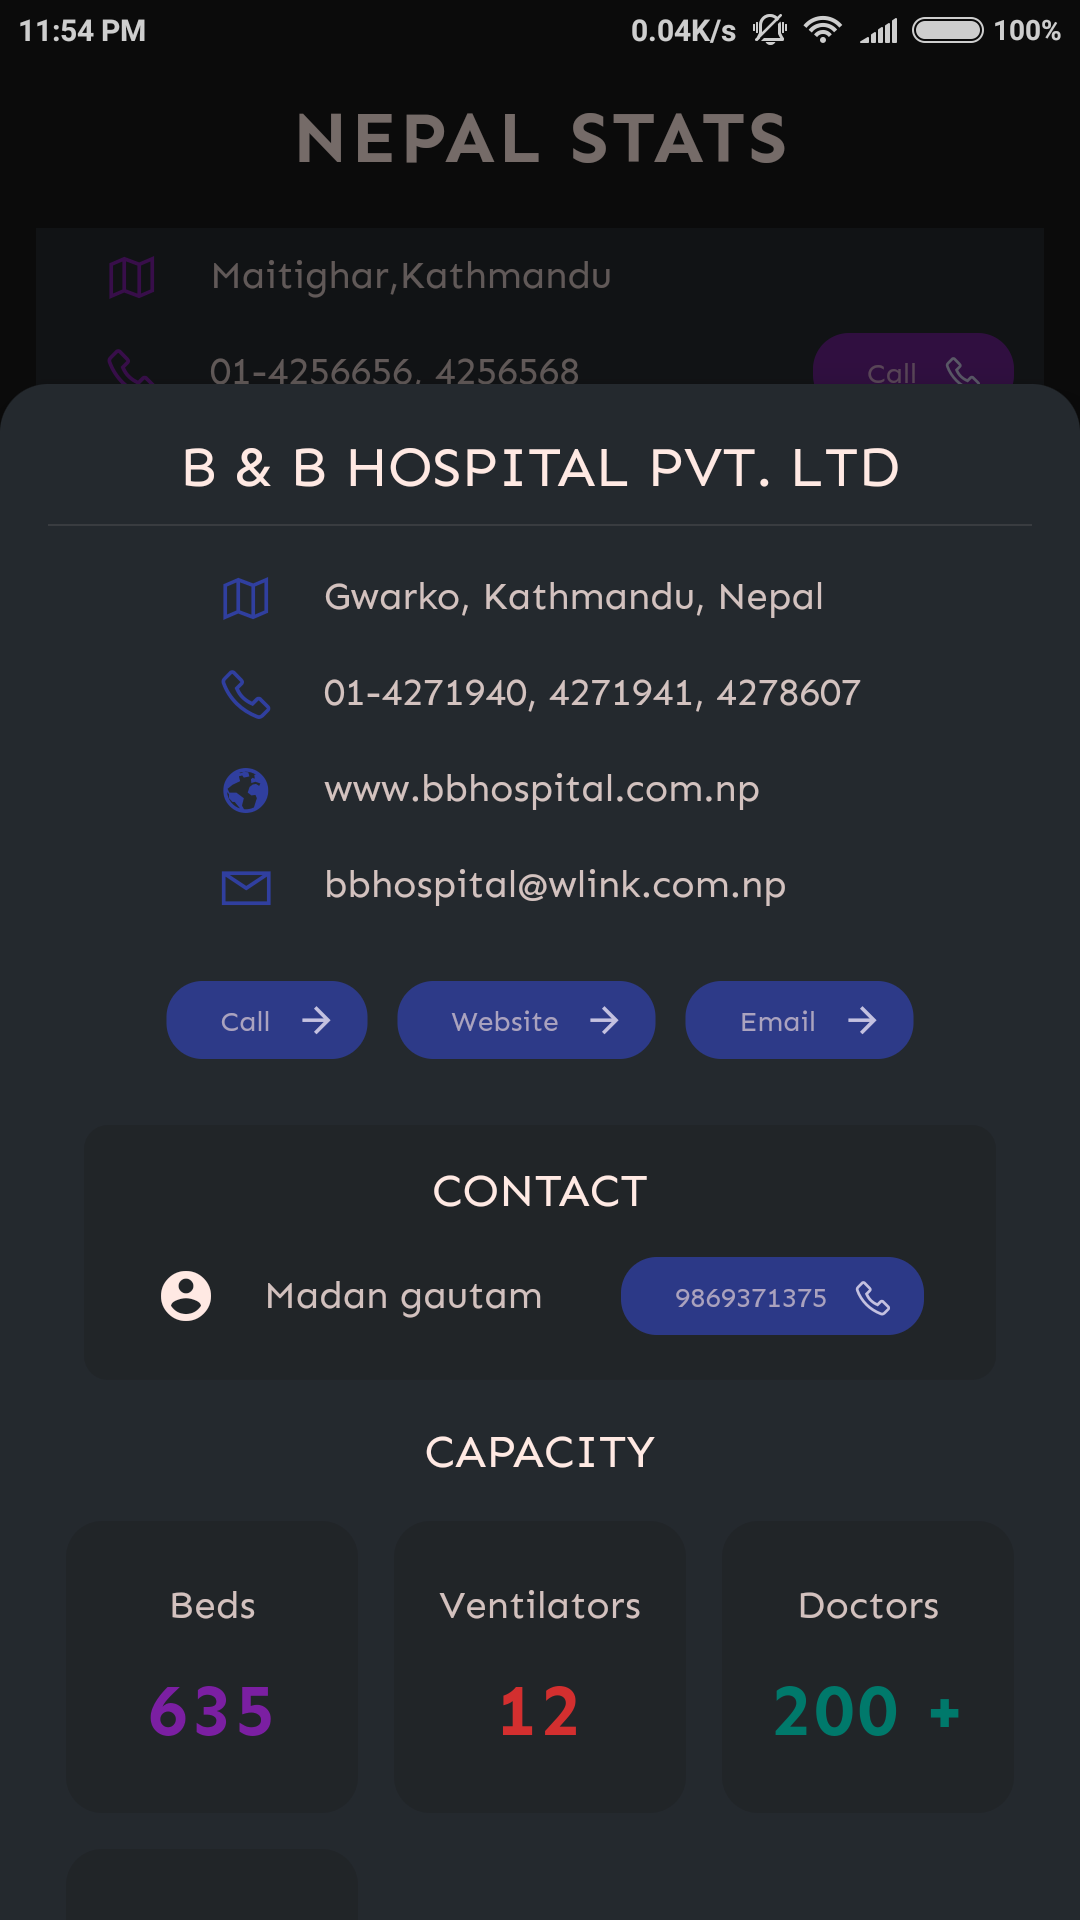 11:54 PM 0.04K/s 100%
NEPAL STATS
Maitighar,Kathmandu
01-4256656, 4256568 Call
B & B HOSPITAL PVT. LTD
Gwarko, Kathmandu, Nepal
01-4271940, 4271941, 4278607
www.bbhospital.com.np
bbhospital@wlink.com.np
Call Website Email
CONTACT
Madan gautam 9869371375
CAPACITY
Beds Ventilators Doctors
635 12 200 +